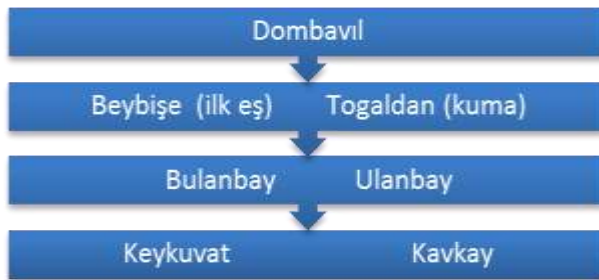 Dombavıl
Beybişe (ilk eş) Togaldan (kuma)
Bulanbay Ulanbay
Keykuvat Kavkay